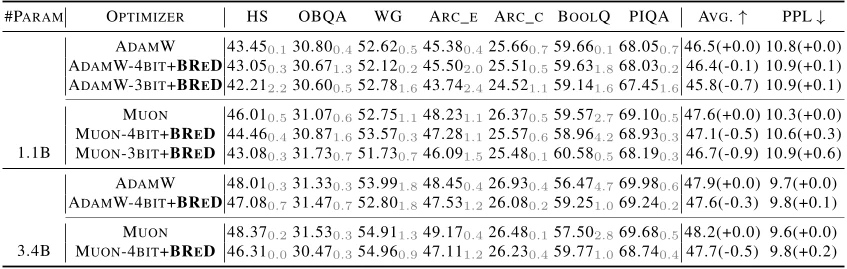 #PARAM OPTIMIZER HS OBQA WG ARC_E ARC_C BOOLQ PIQA AVG. ↑ PPL ↓
ADAMW 43.45 0.1 30.80 0.4 52.62 0.5 45.38 0.4 25.66 0.7 59.66 0.1 68.05 0.7 46.5(+0.0) 10.8(+0.0)
ADAMW-4BIT+BRED 43.05 0.3 30.67 1.3 52.12 0.2 45.50 2.0 25.51 0.5 59.63 1.8 68.03 0.2 46.4(-0.1) 10.9(+0.1)
ADAMW-3BIT+BRED 42.21 2.2 30.60 0.5 52.78 1.6 43.74 2.4 24.52 1.1 59.14 1.6 67.45 1.6 45.8(-0.7) 10.9(+0.1)
MUON 46.01 0.5 31.07 0.6 52.75 1.1 48.23 1.1 26.37 0.5 59.57 2.7 69.10 0.5 47.6(+0.0) 10.3(+0.0)
MUON-4BIT+BRED 44.46 0.4 30.87 1.6 53.57 0.3 47.28 1.1 25.57 0.6 58.96 4.2 68.93 0.3 47.1(-0.5) 10.6(+0.3)
1.1B MUON-3BIT+BRED 43.08 0.3 31.73 0.7 51.73 0.7 46.09 1.5 25.48 0.1 60.58 0.5 68.19 0.3 46.7(-0.9) 10.9(+0.6)
ADAMW 48.01 0.3 31.33 0.3 53.99 1.8 48.45 0.4 26.93 0.4 56.47 4.7 69.98 0.6 47.9(+0.0) 9.7(+0.0)
ADAMW-4BIT+BRED 47.08 0.7 31.47 0.7 52.80 1.8 47.53 1.2 26.08 0.2 59.25 1.0 69.24 0.2 47.6(-0.3) 9.8(+0.1)
MUON 48.37 0.2 31.53 0.3 54.91 1.3 49.17 0.4 26.48 0.1 57.50 2.8 69.68 0.5 48.2(+0.0) 9.6(+0.0)
3.4B MUON-4BIT+BRED 46.31 0.0 30.47 0.3 54.96 0.9 47.11 1.2 26.23 0.4 59.77 1.0 68.74 0.4 47.7(-0.5) 9.8(+0.2)